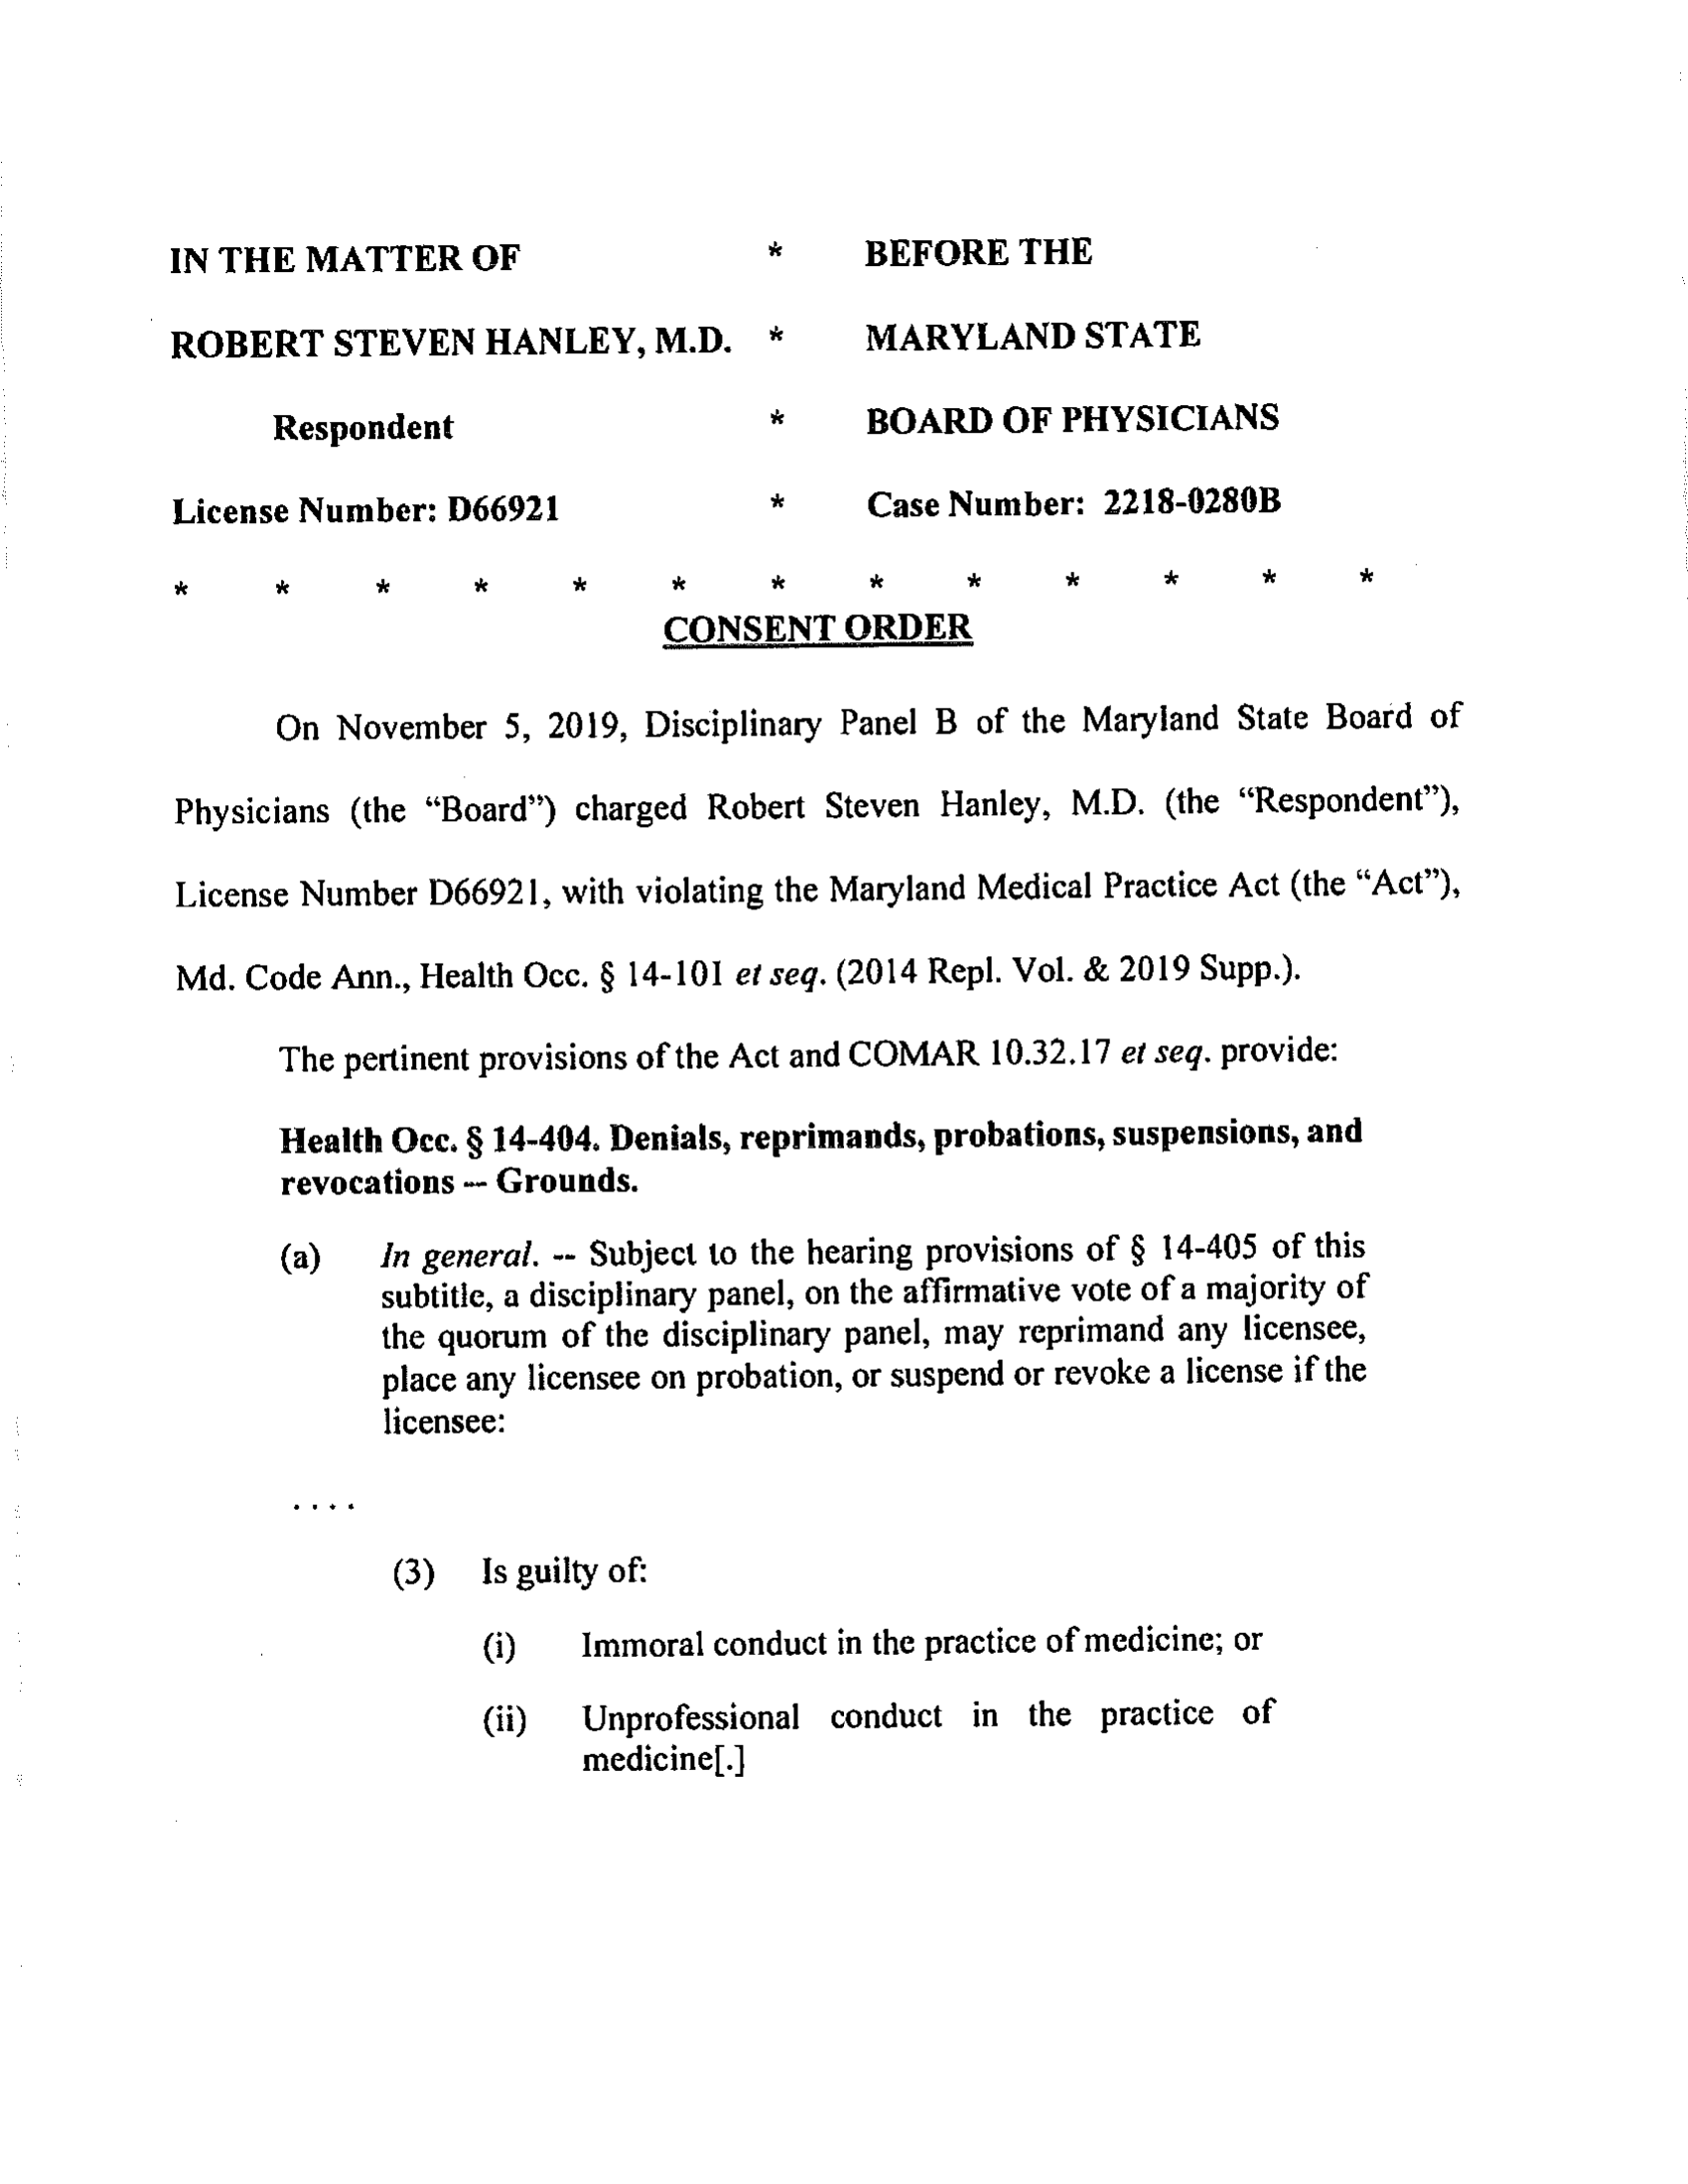 IN THE MATTER OF * BEFORE THE
ROBERT STEVEN HANLEY, M.D. * MARYLAND STATE
Respondent * BOARD OF PHYSICIANS
License Number: D66921 * Case Number: 2218-0280B
* * * * * * * * * * * * *
CONSENT ORDER
On November 5, 2019, Disciplinary Panel B of the Maryland State Board of
Physicians (the “Board”) charged Robert Steven Hanley, M.D. (the “Respondent”),
License Number D66921, with violating the Maryland Medical Practice Act (the “Act”),
Md. Code Ann., Health Occ. § 14-101 et seq. (2014 Repl. Vol. & 2019 Supp.).
The pertinent provisions of the Act and COMAR 10.32.17 et seq. provide:
Health Occ. § 14-404. Denials, reprimands, probations, suspensions, and
revocations -- Grounds.
(a) In general. -- Subject to the hearing provisions of § 14-405 of this
subtitle, a disciplinary panel, on the affirmative vote of a majority of
the quorum of the disciplinary panel, may reprimand any licensee,
place any licensee on probation, or suspend or revoke a license if the
licensee:
. . . .
(3) Is guilty of:
(i) Immoral conduct in the practice of medicine; or
(ii) Unprofessional conduct in the practice of
medicine[.]